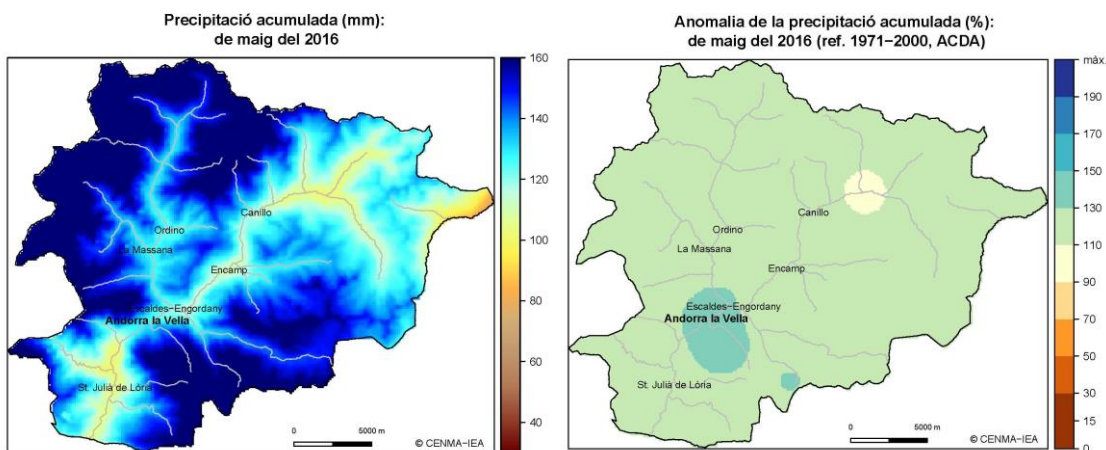 Precipitació acumulada (mm):
de maig del 2016
160
140
120
100
80
60
40
Canillo
Ordino
La Massana
Encamp
Escaldes−Engordany
Andorra la Vella
St. Julià de Lòria
0 5000 m
© CENMA−IEA
Anomalia de la precipitació acumulada (%):
de maig del 2016 (ref. 1971−2000, ACDA)
màx.
190
170
150
130
110
90
70
50
30
15
0
Canillo
Ordino
La Massana
Encamp
Escaldes−Engordany
Andorra la Vella
St. Julià de Lòria
0 5000 m
© CENMA−IEA